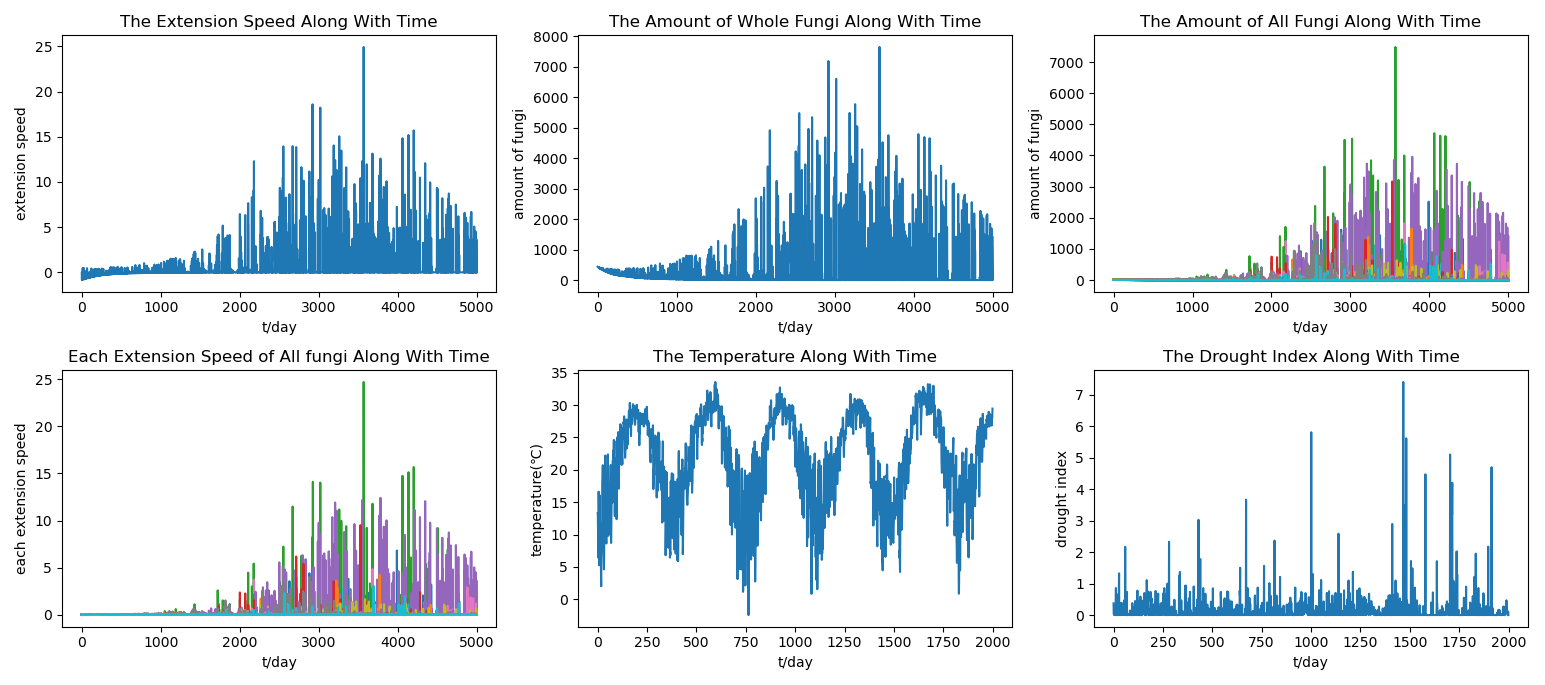 The Extension Speed Along With Time
25
20
15
10
5
0
extension speed
0 1000 2000 3000 4000 5000
t/day
The Amount of Whole Fungi Along With Time
8000
7000
6000
5000
4000
3000
2000
1000
0
amount of fungi
0 1000 2000 3000 4000 5000
t/day
The Amount of All Fungi Along With Time
7000
6000
5000
4000
3000
2000
1000
0
amount of fungi
0 1000 2000 3000 4000 5000
t/day
Each Extension Speed of All fungi Along With Time
25
20
15
10
5
0
each extension speed
0 1000 2000 3000 4000 5000
t/day
The Temperature Along With Time
35
30
25
20
15
10
5
0
temperature(℃)
0 250 500 750 1000 1250 1500 1750 2000
t/day
The Drought Index Along With Time
7
6
5
4
3
2
1
0
drought index
0 250 500 750 1000 1250 1500 1750 2000
t/day